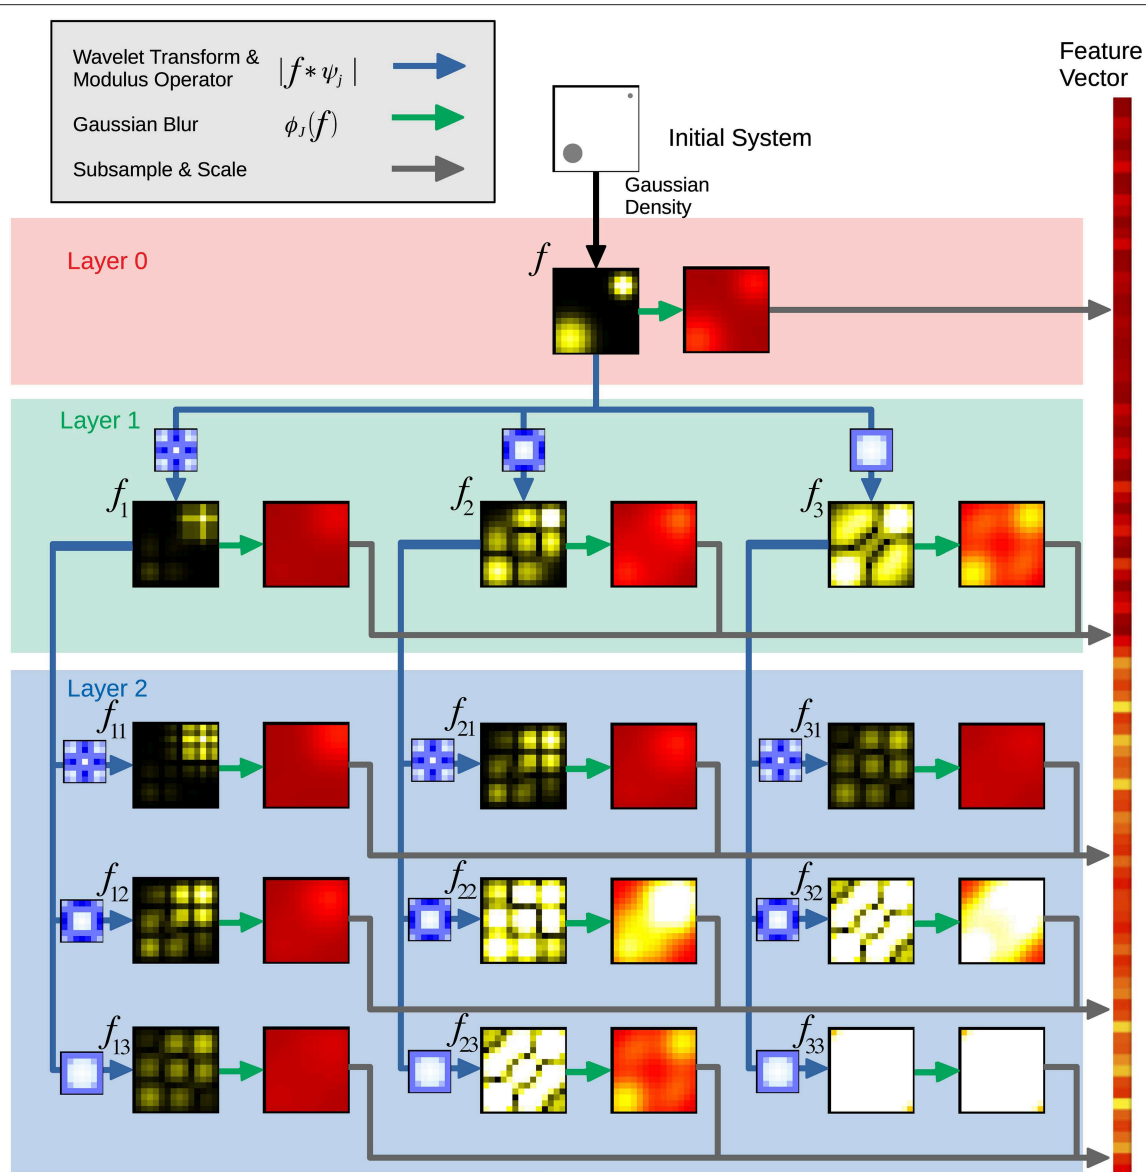 Wavelet Transform &
Modulus Operator |f * ψj |
Gaussian Blur ϕJ(f)
Subsample & Scale
Feature
Vector
Initial System
Gaussian
Density
Layer 0
f
Layer 1
f1 f2 f3
Layer 2
f11 f21 f31
f12 f22 f32
f13 f23 f33